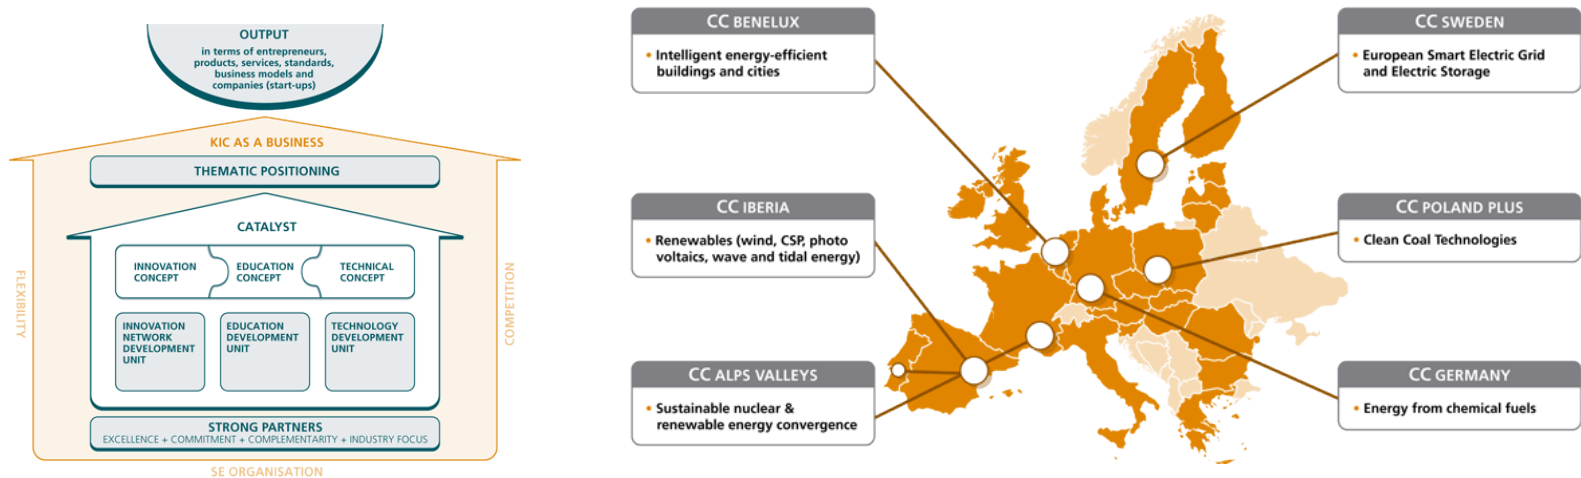 OUTPUT
in terms of entrepreneurs,
products, services, standards,
business models and
companies (start-ups)
KIC AS A BUSINESS
THEMATIC POSITIONING
CATALYST
INNOVATION
CONCEPT
EDUCATION
CONCEPT
TECHNICAL
CONCEPT
INNOVATION
NETWORK
DEVELOPMENT
UNIT
EDUCATION
DEVELOPMENT
UNIT
TECHNOLOGY
DEVELOPMENT
UNIT
STRONG PARTNERS
EXCELLENCE + COMMITMENT + COMPLEMENTARITY + INDUSTRY FOCUS
FLEXIBILITY
COMPETITION
SE ORGANISATION
CC BENELUX
• Intelligent energy-efficient
buildings and cities
CC IBERIA
• Renewables (wind, CSP, photo
voltaics, wave and tidal energy)
CC ALPS VALLEYS
• Sustainable nuclear &
renewable energy convergence
CC SWEDEN
• European Smart Electric Grid
and Electric Storage
CC POLAND PLUS
• Clean Coal Technologies
CC GERMANY
• Energy from chemical fuels